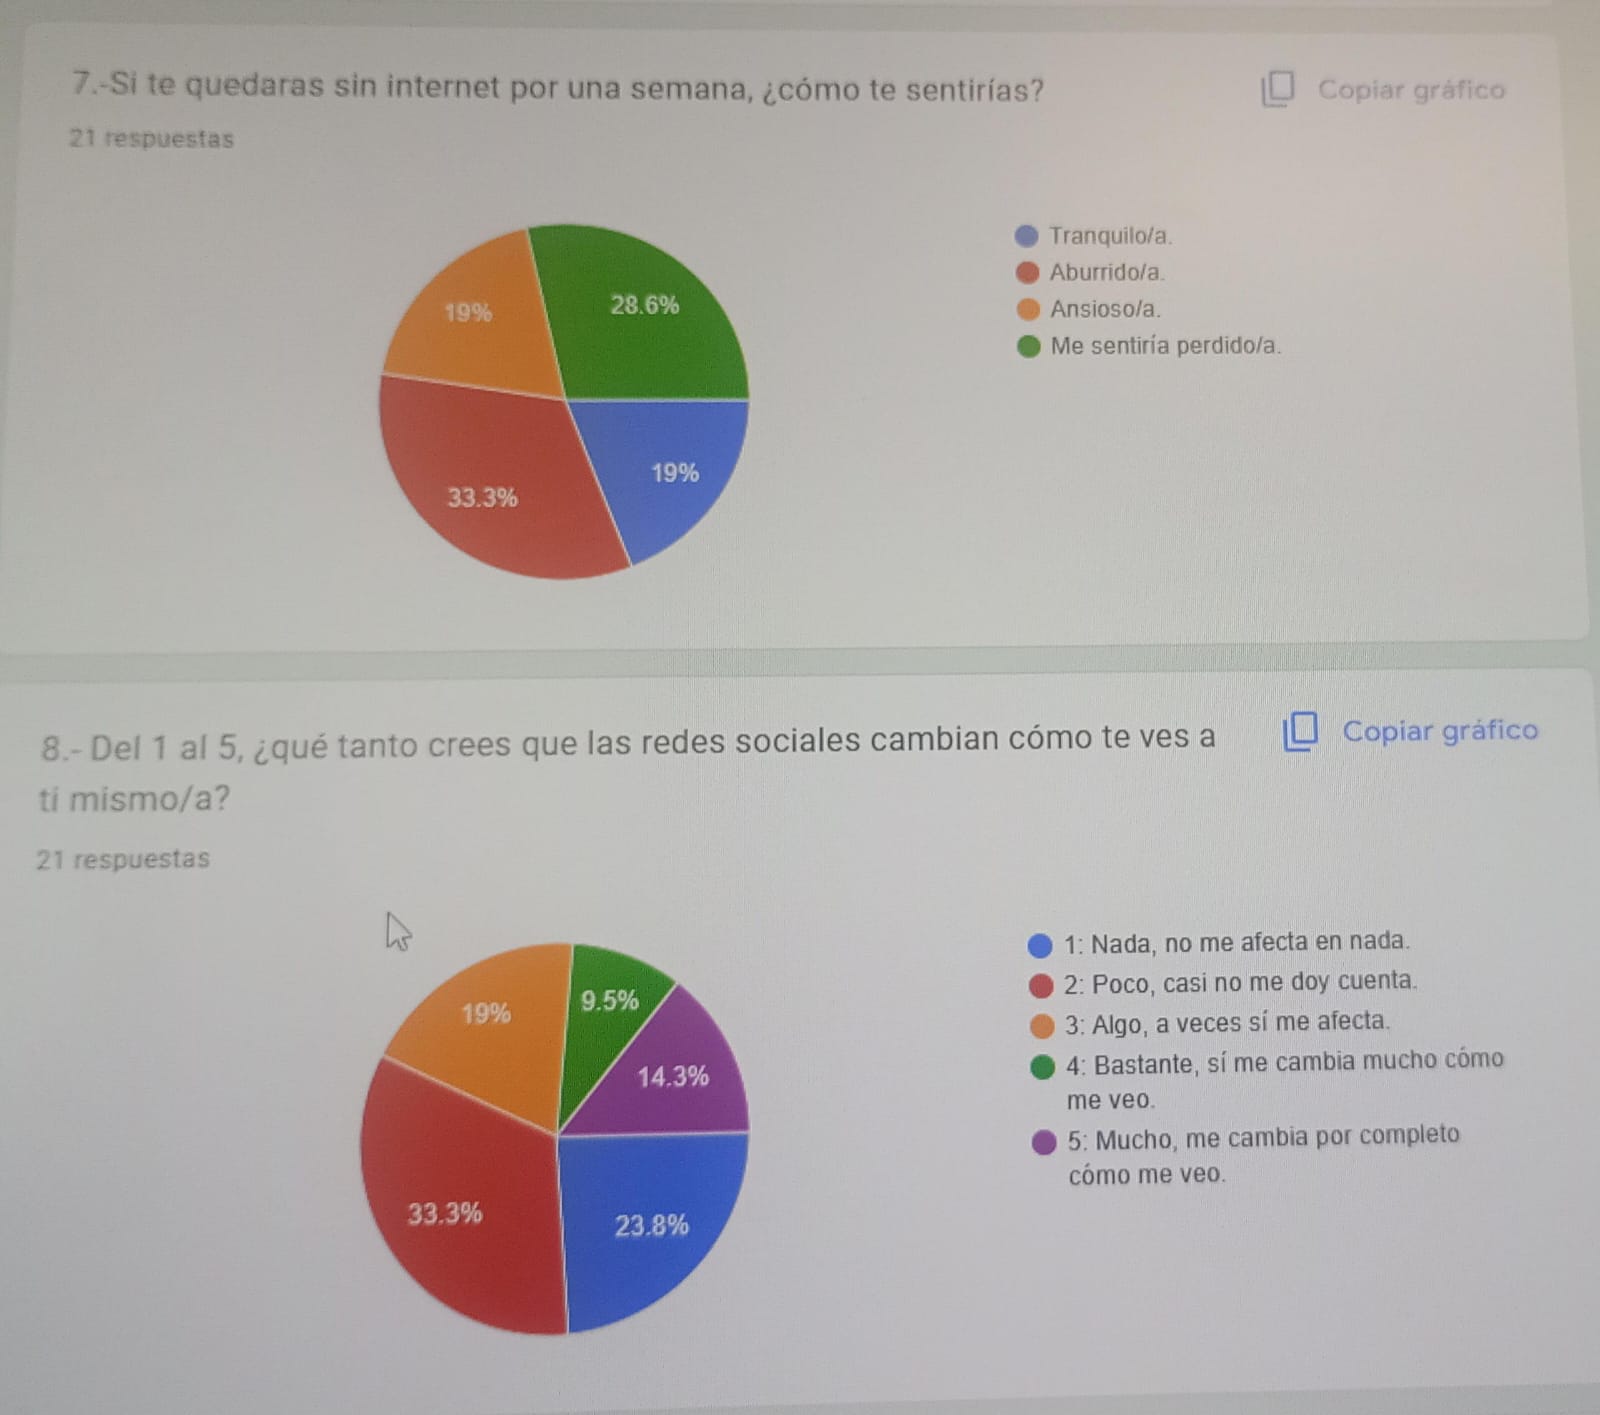 7.-Si te quedaras sin internet por una semana, ¿cómo te sentirías?
Copiar gráfico
21 respuestas
Tranquilo/a.
Aburrido/a.
Ansioso/a.
Me sentiría perdido/a.
19%
28.6%
33.3%
19%
8.- Del 1 al 5, ¿qué tanto crees que las redes sociales cambian cómo te ves a
ti mismo/a?
Copiar gráfico
21 respuestas
1: Nada, no me afecta en nada.
2: Poco, casi no me doy cuenta.
3: Algo, a veces sí me afecta.
4: Bastante, sí me cambia mucho cómo
me veo.
5: Mucho, me cambia por completo
cómo me veo.
19%
9.5%
14.3%
33.3%
23.8%